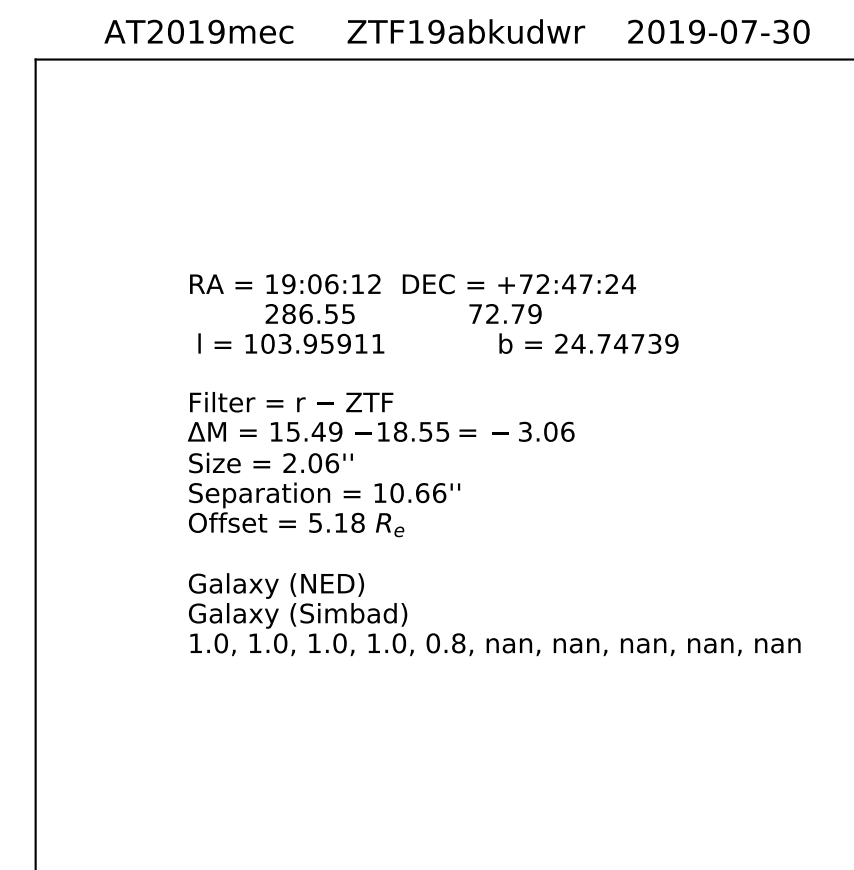 AT2019mec ZTF19abkudwr 2019-07-30
RA = 19:06:12 DEC = +72:47:24
286.55 72.79
l = 103.95911 b = 24.74739
Filter = r − ZTF
ΔM = 15.49 −18.55 = − 3.06
Size = 2.06''
Separation = 10.66''
Offset = 5.18 Rₑ
Galaxy (NED)
Galaxy (Simbad)
1.0, 1.0, 1.0, 1.0, 0.8, nan, nan, nan, nan, nan